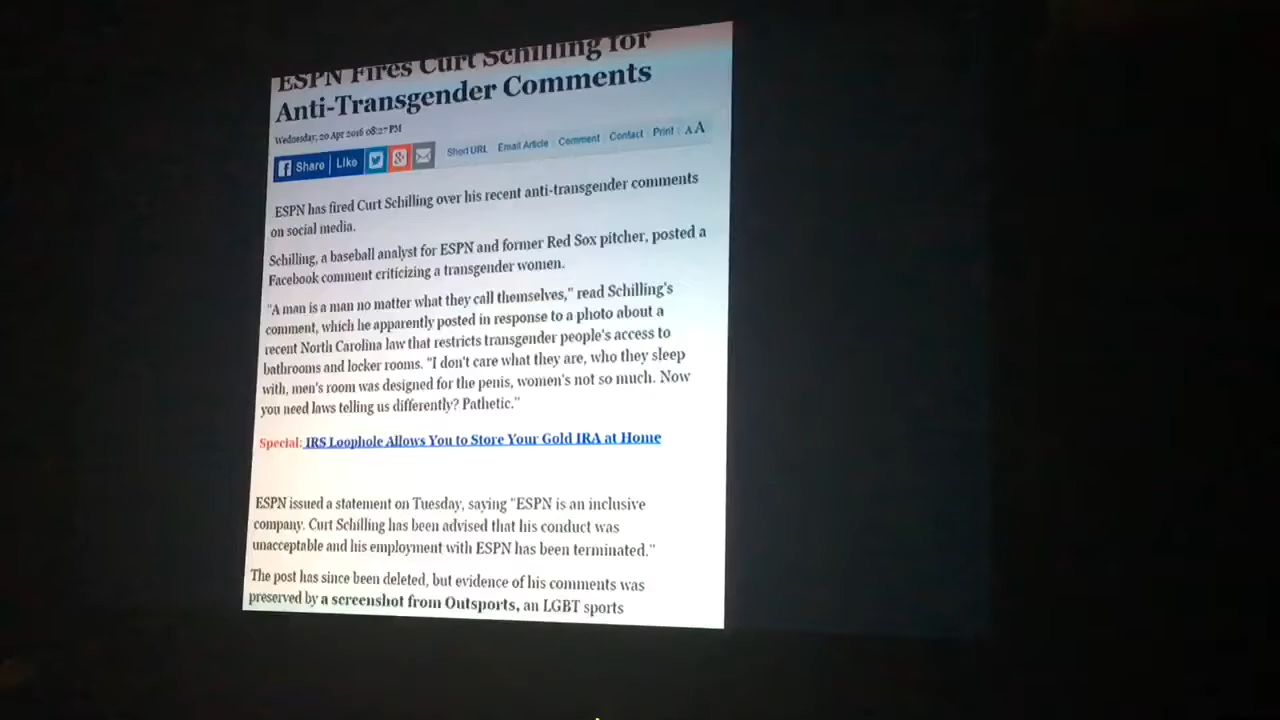 ESPN Fires Curt Schilling for
Anti-Transgender Comments
Wednesday, 20 Apr 2016 08:27 PM
f Share Like Short URL Email Article Comment Contact Print A A
ESPN has fired Curt Schilling over his recent anti-transgender comments
on social media.
Schilling, a baseball analyst for ESPN and former Red Sox pitcher, posted a
Facebook comment criticizing a transgender women.
"A man is a man no matter what they call themselves," read Schilling's
comment, which he apparently posted in response to a photo about a
recent North Carolina law that restricts transgender people's access to
bathrooms and locker rooms. "I don't care what they are, who they sleep
with, men's room was designed for the penis, women's not so much. Now
you need laws telling us differently? Pathetic."
Special: IRS Loophole Allows You to Store Your Gold IRA at Home
ESPN issued a statement on Tuesday, saying "ESPN is an inclusive
company. Curt Schilling has been advised that his conduct was
unacceptable and his employment with ESPN has been terminated."
The post has since been deleted, but evidence of his comments was
preserved by a screenshot from Outsports, an LGBT sports